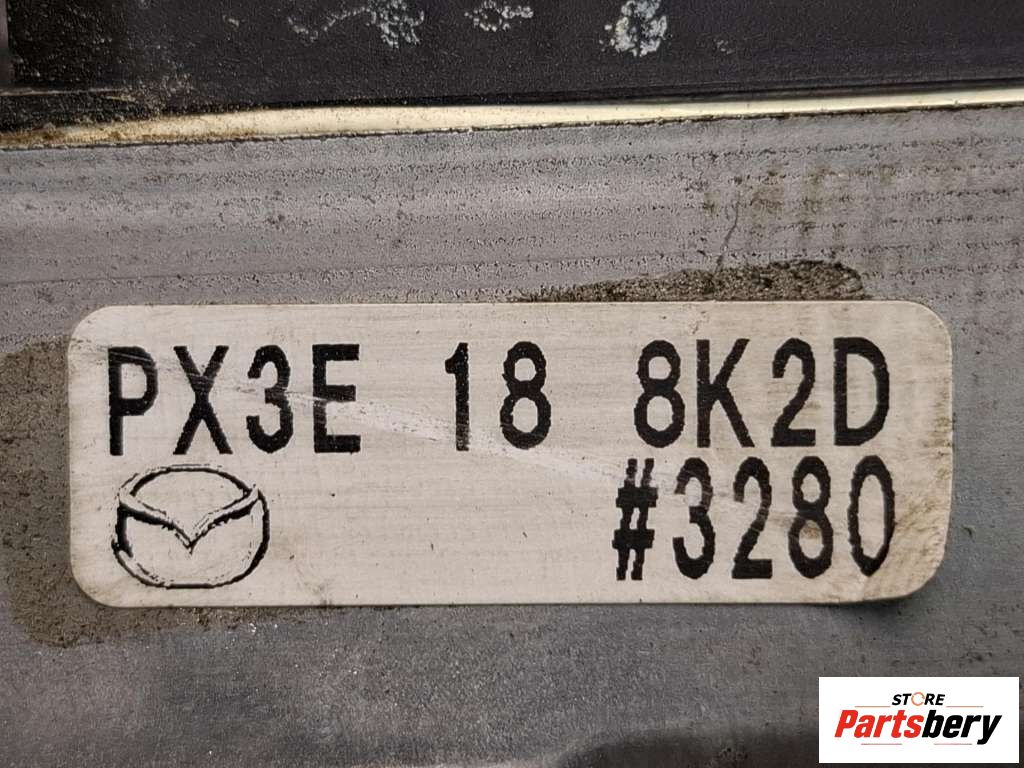 PX3E 18 8K2D
#3280
STORE
Partsbery